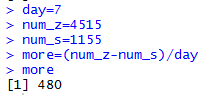 > day=7
> num_z=4515
> num_s=1155
> more=(num_z-num_s)/day
> more
[1] 480